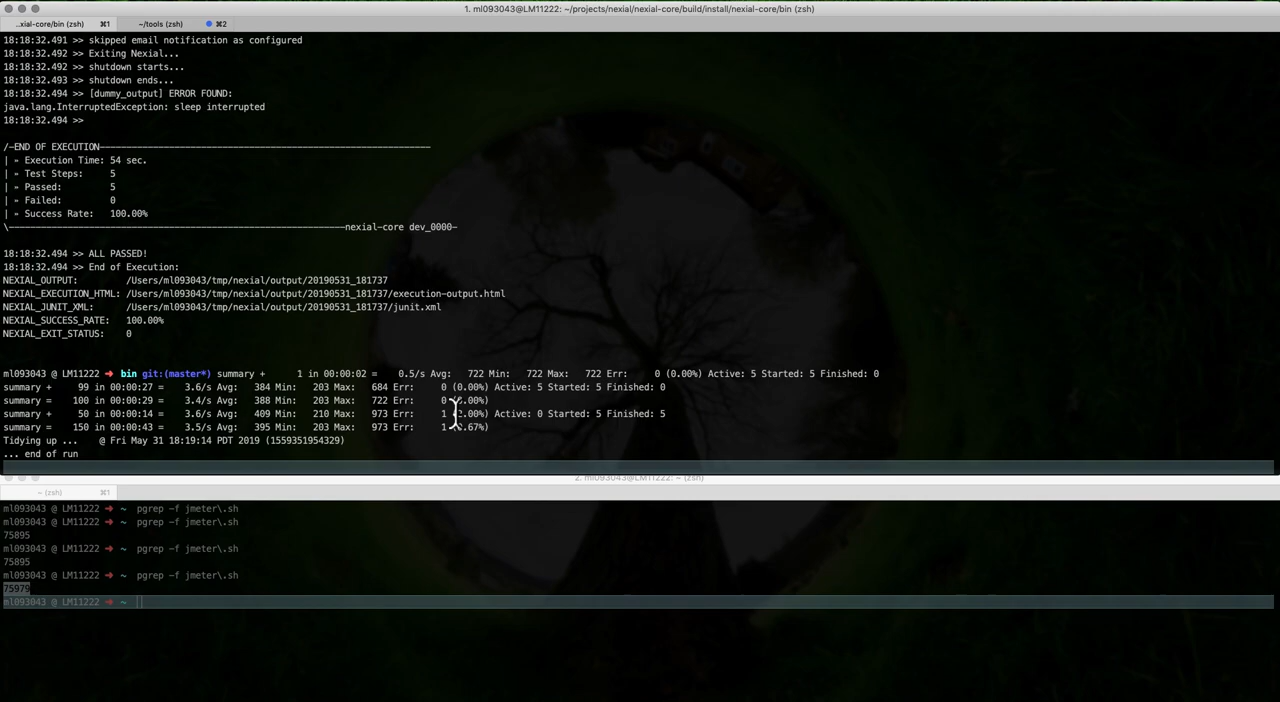 1. ml093043@LM11222: ~/projects/nexial/nexial-core/build/install/nexial-core/bin (zsh)
..xial-core/bin (zsh) ⌘1 ~/tools (zsh) ⌘2
18:18:32.491 >> skipped email notification as configured
18:18:32.492 >> Exiting Nexial...
18:18:32.492 >> shutdown starts...
18:18:32.493 >> shutdown ends...
18:18:32.494 >> [dummy_output] ERROR FOUND:
java.lang.InterruptedException: sleep interrupted
18:18:32.494 >>
/-END OF EXECUTION-----------------------------------------------------------
| » Execution Time: 54 sec.
| » Test Steps: 5
| » Passed: 5
| » Failed: 0
| » Success Rate: 100.00%
\------------------------------------------------------------nexial-core dev_0000-
18:18:32.494 >> ALL PASSED!
18:18:32.494 >> End of Execution:
NEXIAL_OUTPUT: /Users/ml093043/tmp/nexial/output/20190531_181737
NEXIAL_EXECUTION_HTML: /Users/ml093043/tmp/nexial/output/20190531_181737/execution-output.html
NEXIAL_JUNIT_XML: /Users/ml093043/tmp/nexial/output/20190531_181737/junit.xml
NEXIAL_SUCCESS_RATE: 100.00%
NEXIAL_EXIT_STATUS: 0
ml093043 @ LM11222 ➜ bin git:(master*) summary + 1 in 00:00:02 = 0.5/s Avg: 722 Min: 722 Max: 722 Err: 0 (0.00%) Active: 5 Started: 5 Finished: 0
summary + 99 in 00:00:27 = 3.6/s Avg: 384 Min: 203 Max: 684 Err: 0 (0.00%) Active: 5 Started: 5 Finished: 0
summary = 100 in 00:00:29 = 3.4/s Avg: 388 Min: 203 Max: 722 Err: 0 (0.00%)
summary + 50 in 00:00:14 = 3.6/s Avg: 409 Min: 210 Max: 973 Err: 1 (2.00%) Active: 0 Started: 5 Finished: 5
summary = 150 in 00:00:43 = 3.5/s Avg: 395 Min: 203 Max: 973 Err: 1 (0.67%)
Tidying up ... @ Fri May 31 18:19:14 PDT 2019 (1559351954329)
... end of run
2. ml093043@LM11222: ~ (zsh)
~ (zsh) ⌘1
ml093043 @ LM11222 ➜ ~ pgrep -f jmeter\.sh
ml093043 @ LM11222 ➜ ~ pgrep -f jmeter\.sh
75895
ml093043 @ LM11222 ➜ ~ pgrep -f jmeter\.sh
75895
ml093043 @ LM11222 ➜ ~ pgrep -f jmeter\.sh
75979
ml093043 @ LM11222 ➜ ~